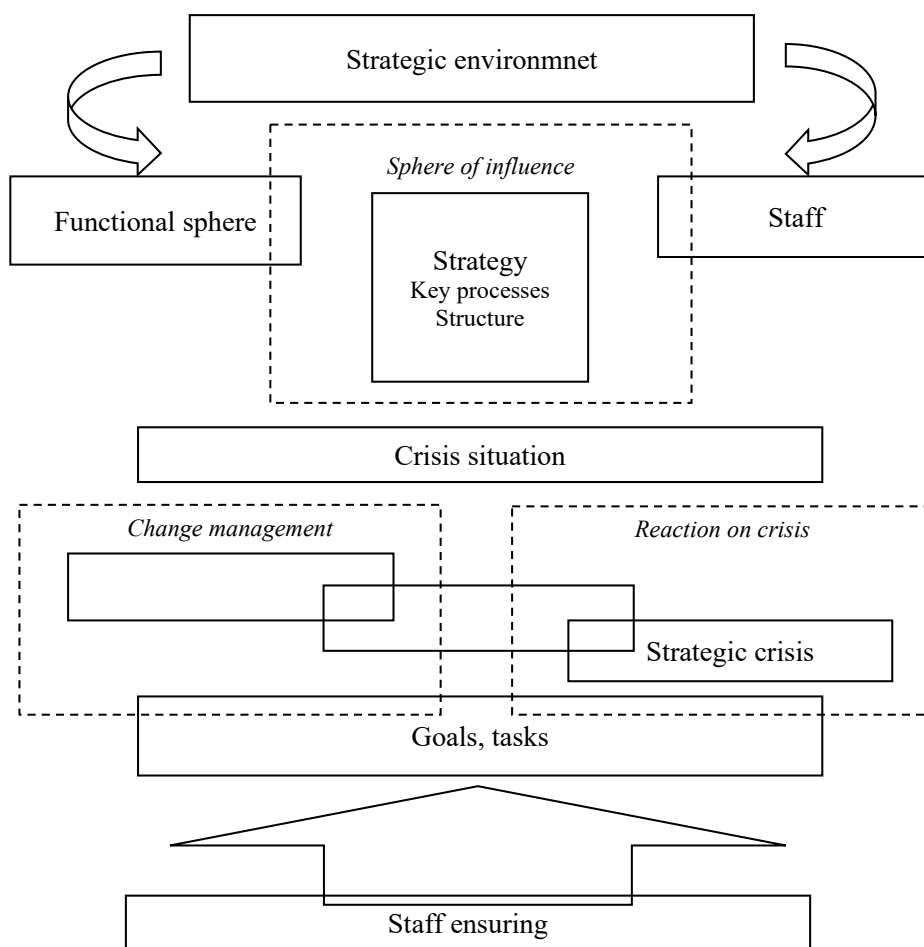 Strategic environmnet
Sphere of influence
Functional sphere
Staff
Strategy
Key processes
Structure
Crisis situation
Change management
Reaction on crisis
Strategic crisis
Goals, tasks
Staff ensuring